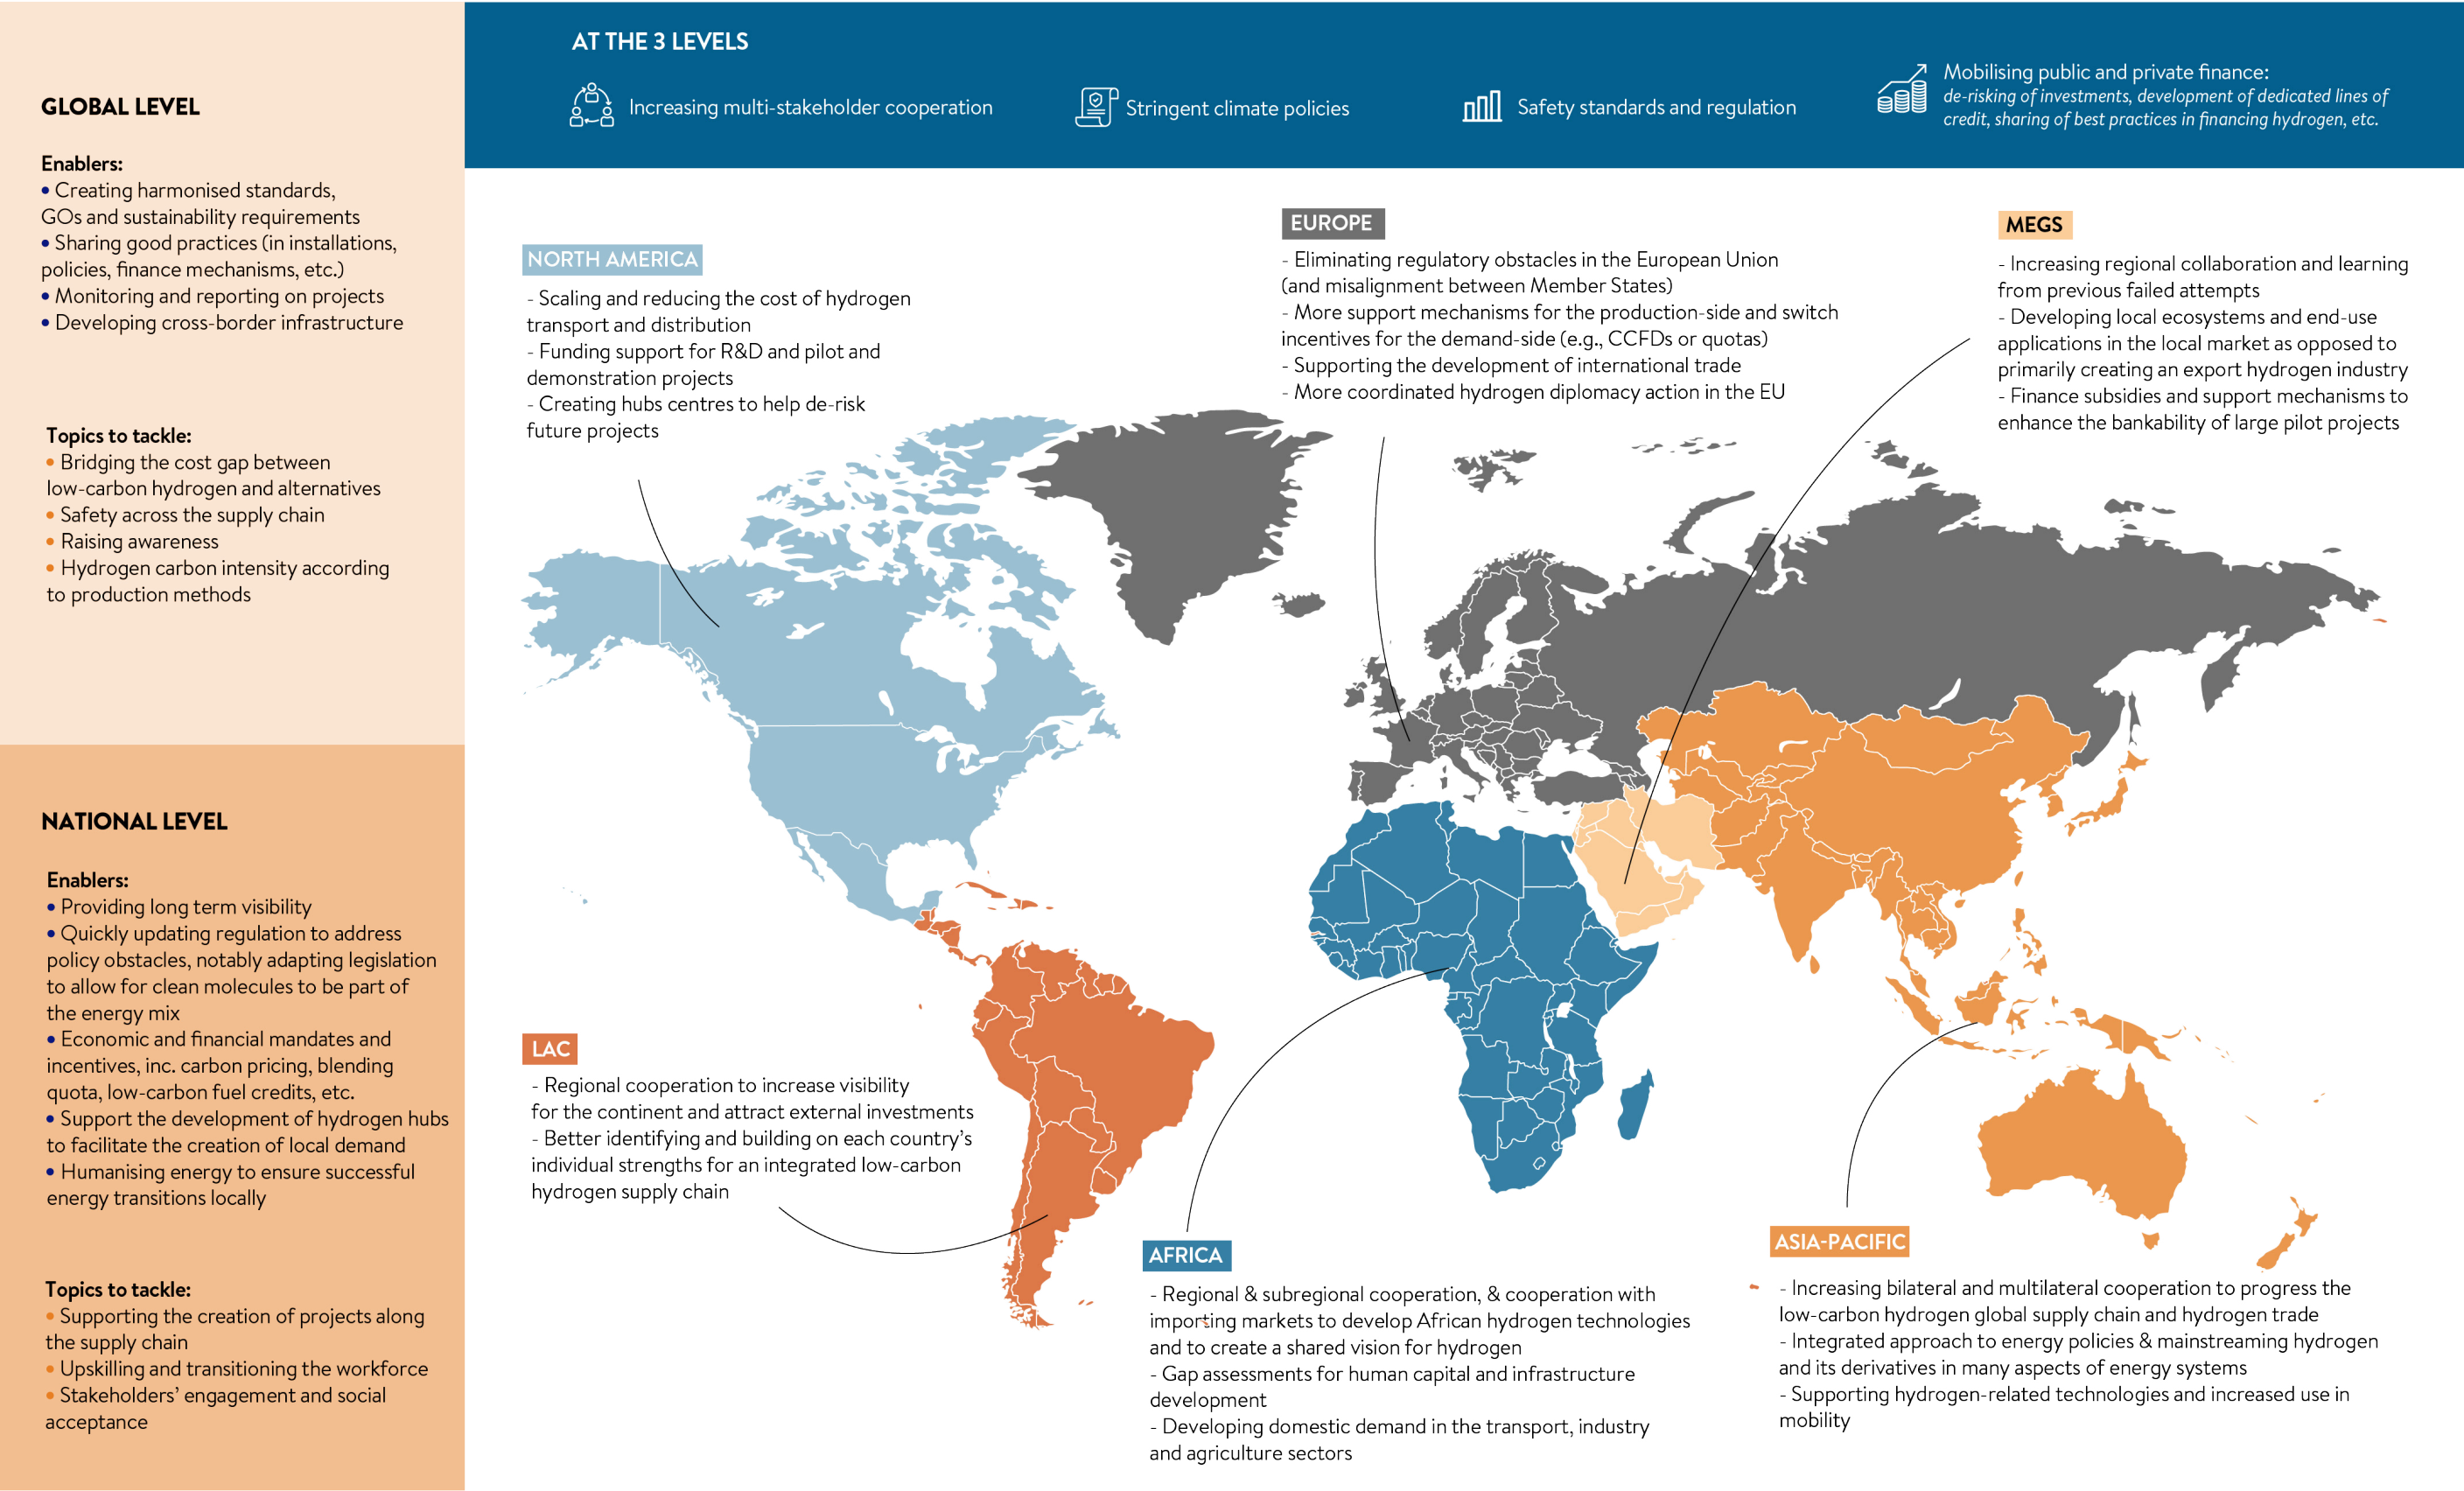 GLOBAL LEVEL
Enablers:
• Creating harmonised standards,
GOs and sustainability requirements
• Sharing good practices (in installations,
policies, finance mechanisms, etc.)
• Monitoring and reporting on projects
• Developing cross-border infrastructure
Topics to tackle:
• Bridging the cost gap between
low-carbon hydrogen and alternatives
• Safety across the supply chain
• Raising awareness
• Hydrogen carbon intensity according
to production methods
NATIONAL LEVEL
Enablers:
• Providing long term visibility
• Quickly updating regulation to address
policy obstacles, notably adapting legislation
to allow for clean molecules to be part of
the energy mix
• Economic and financial mandates and
incentives, inc. carbon pricing, blending
quota, low-carbon fuel credits, etc.
• Support the development of hydrogen hubs
to facilitate the creation of local demand
• Humanising energy to ensure successful
energy transitions locally
Topics to tackle:
• Supporting the creation of projects along
the supply chain
• Upskilling and transitioning the workforce
• Stakeholders' engagement and social
acceptance
AT THE 3 LEVELS
Increasing multi-stakeholder cooperation
Stringent climate policies
Safety standards and regulation
Mobilising public and private finance:
de-risking of investments, development of dedicated lines of
credit, sharing of best practices in financing hydrogen, etc.
NORTH AMERICA
- Scaling and reducing the cost of hydrogen
transport and distribution
- Funding support for R&D and pilot and
demonstration projects
- Creating hubs centres to help de-risk
future projects
EUROPE
- Eliminating regulatory obstacles in the European Union
(and misalignment between Member States)
- More support mechanisms for the production-side and switch
incentives for the demand-side (e.g., CCFDs or quotas)
- Supporting the development of international trade
- More coordinated hydrogen diplomacy action in the EU
MEGS
- Increasing regional collaboration and learning
from previous failed attempts
- Developing local ecosystems and end-use
applications in the local market as opposed to
primarily creating an export hydrogen industry
- Finance subsidies and support mechanisms to
enhance the bankability of large pilot projects
LAC
- Regional cooperation to increase visibility
for the continent and attract external investments
- Better identifying and building on each country's
individual strengths for an integrated low-carbon
hydrogen supply chain
AFRICA
- Regional & subregional cooperation, & cooperation with
importing markets to develop African hydrogen technologies
and to create a shared vision for hydrogen
- Gap assessments for human capital and infrastructure
development
- Developing domestic demand in the transport, industry
and agriculture sectors
ASIA-PACIFIC
- Increasing bilateral and multilateral cooperation to progress the
low-carbon hydrogen global supply chain and hydrogen trade
- Integrated approach to energy policies & mainstreaming hydrogen
and its derivatives in many aspects of energy systems
- Supporting hydrogen-related technologies and increased use in
mobility